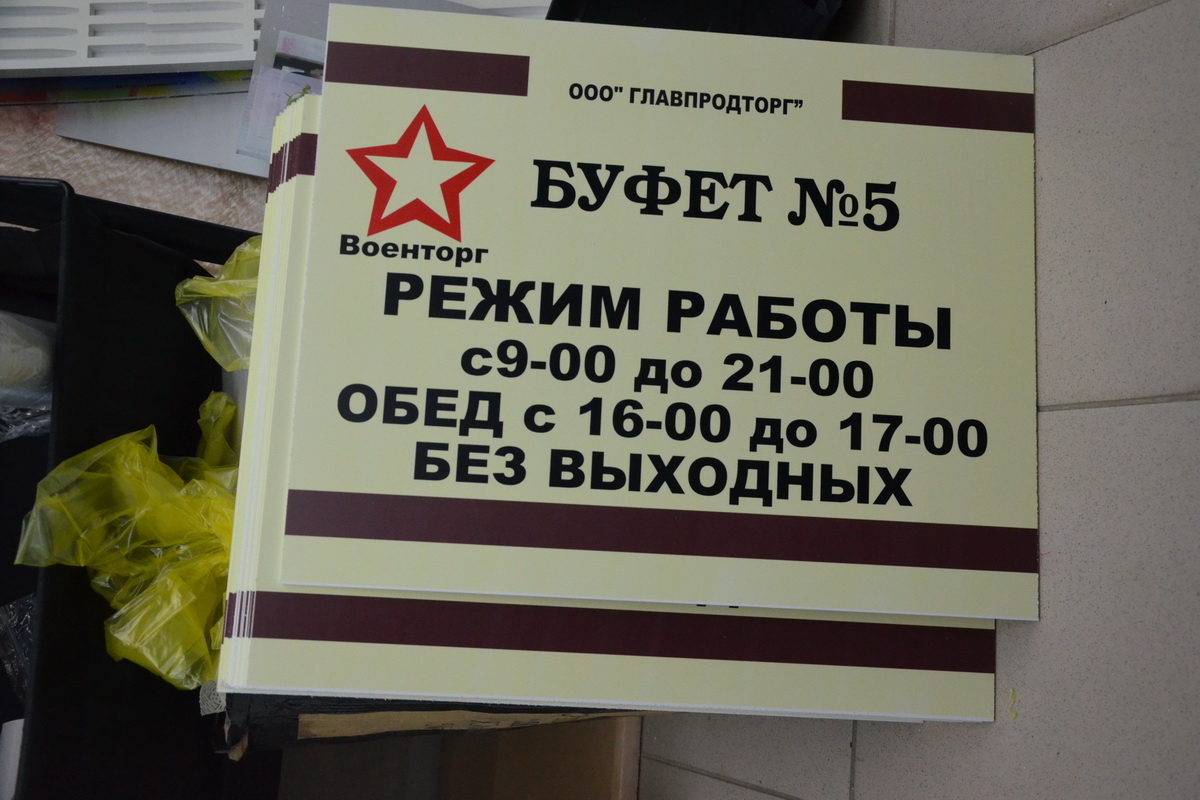 ООО" ГЛАВПРОДТОРГ”
БУФЕТ №5
Военторг
РЕЖИМ РАБОТЫ
с9-00 до 21-00
ОБЕД с 16-00 до 17-00
БЕЗ ВЫХОДНЫХ